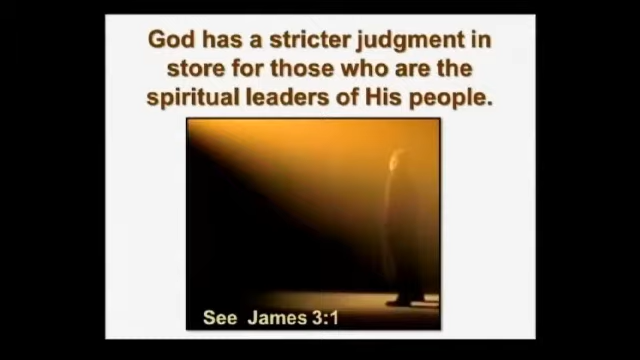 God has a stricter judgment in
store for those who are the
spiritual leaders of His people.
See James 3:1